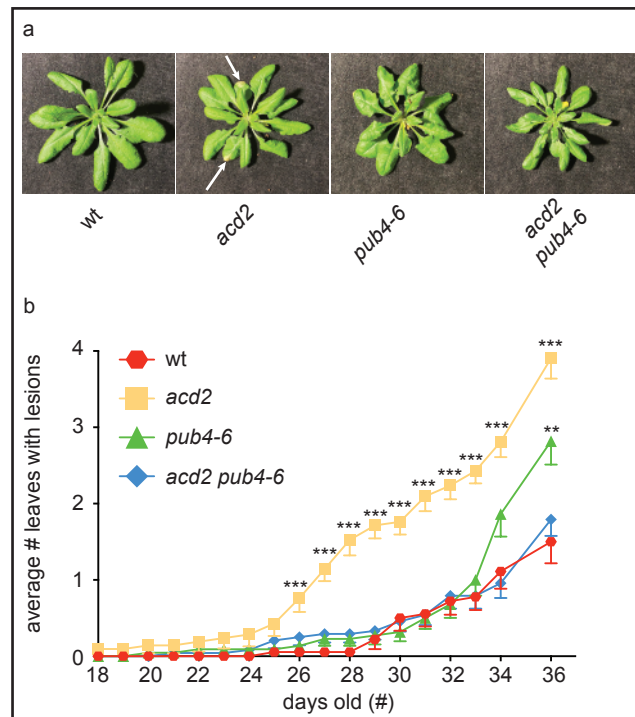 a
wt
acd2
pub4-6
acd2
pub4-6
b
wt
acd2
pub4-6
acd2 pub4-6
average # leaves with lesions
4
3
2
1
0
***
***
***
***
***
***
***
***
***
***
**
18 20 22 24 26 28 30 32 34 36
days old (#)